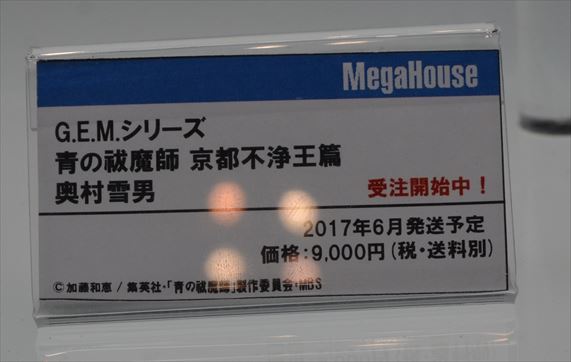 MegaHouse
G.E.M.シリーズ
青の祓魔師 京都不浄王篇
奥村雪男
受注開始中！
2017年6月発送予定
価格：9,000円（税・送料別）
©加藤和恵 / 集英社・「青の祓魔師」製作委員会・MBS